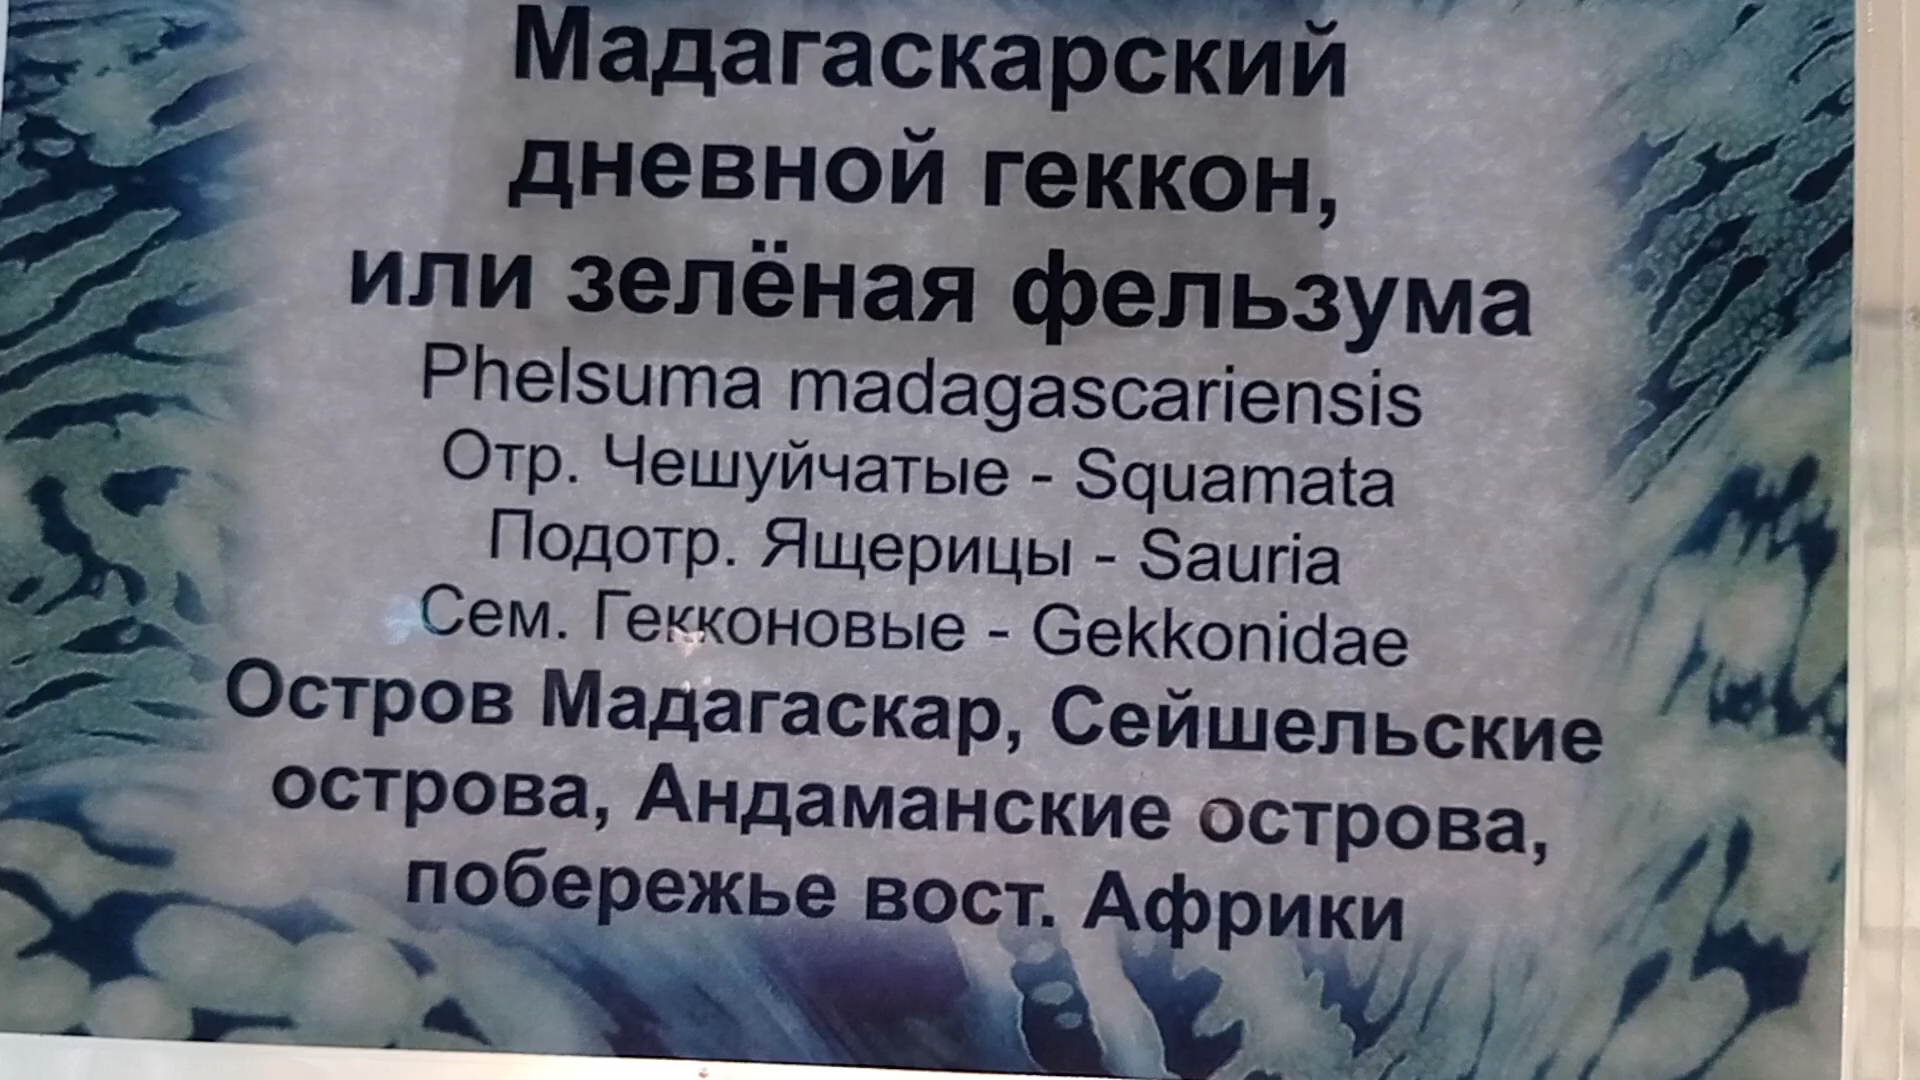 Мадагаскарский
дневной геккон,
или зелёная фельзума
Phelsuma madagascariensis
Отр. Чешуйчатые - Squamata
Подотр. Ящерицы - Sauria
Сем. Гекконовые - Gekkonidae
Остров Мадагаскар, Сейшельские
острова, Андаманские острова,
побережье вост. Африки